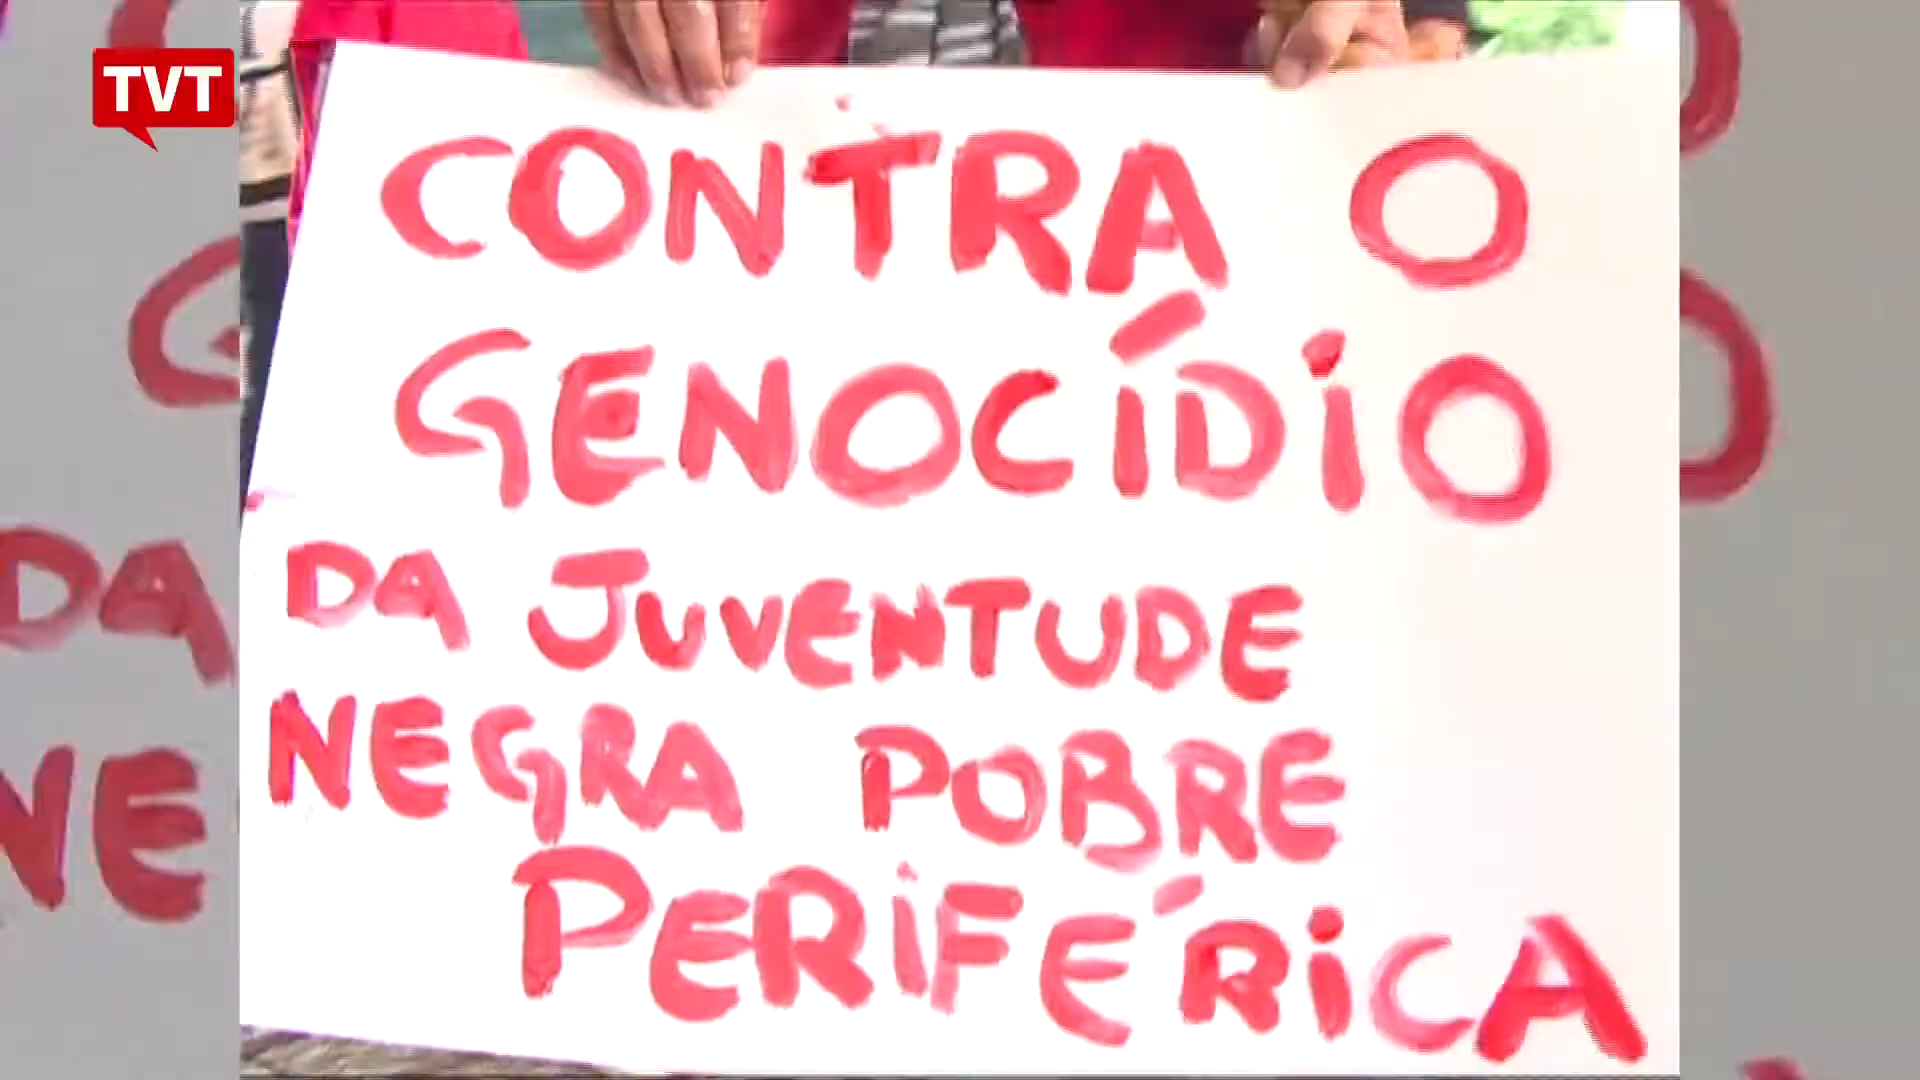 TVT
CONTRA O
GENOCÍDIO
DA JUVENTUDE
NEGRA POBRE
PERIFÉRICA